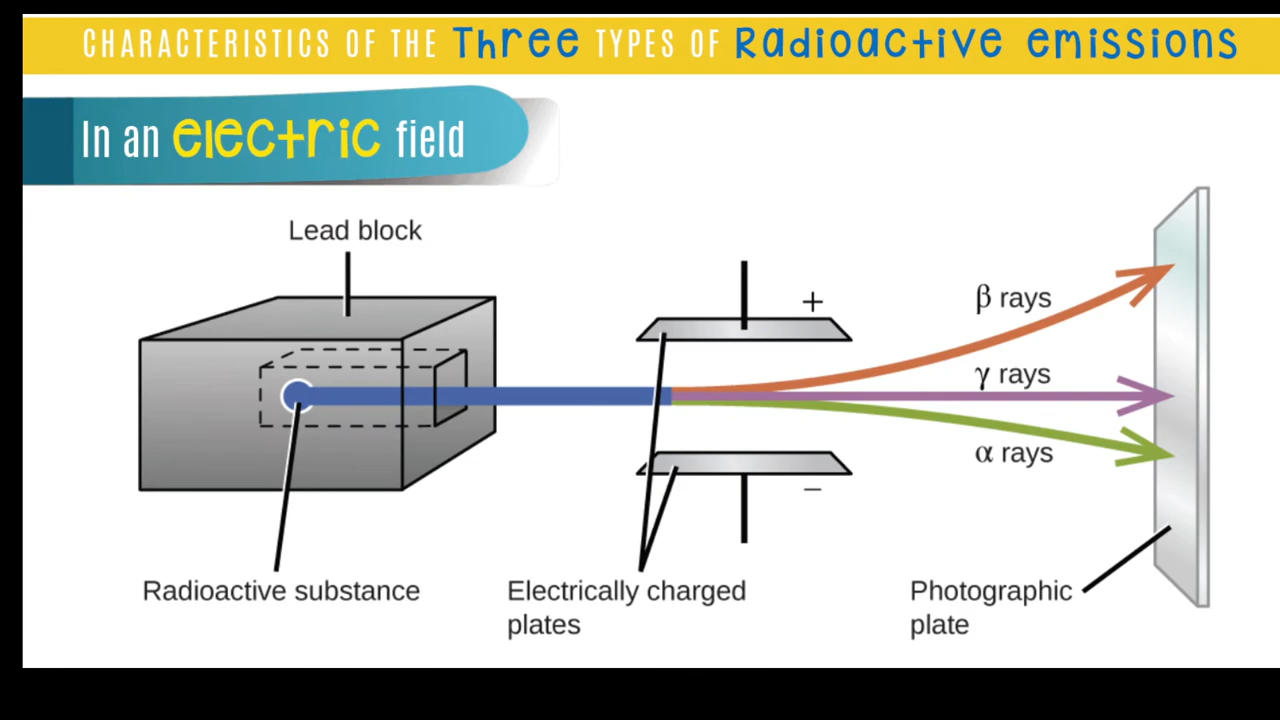 CHARACTERISTICS OF THE Three TYPES OF Radioactive emissions
In an electric field
Lead block
+
β rays
γ rays
α rays
−
Radioactive substance
Electrically charged
plates
Photographic
plate